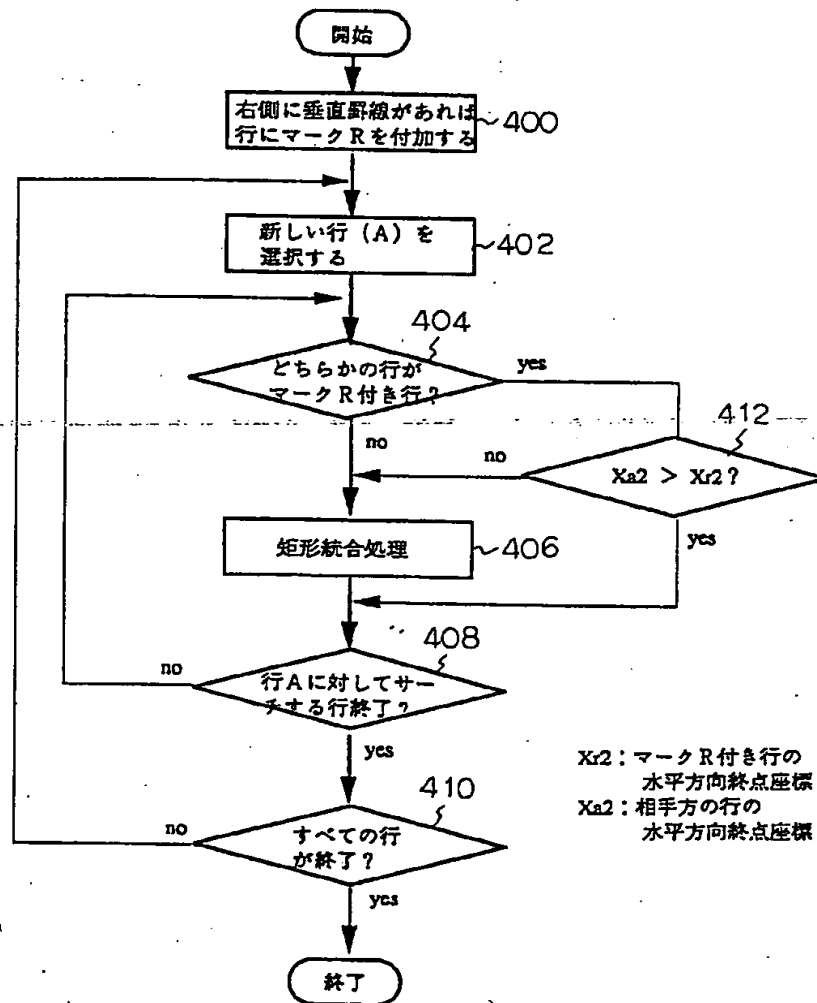 開始
右側に垂直罫線があれば
行にマークRを付加する
400
新しい行（A）を
選択する
402
404
どちらかの行が
マークR付き行？
yes
412
no
no
Xa2 > Xr2？
矩形統合処理
406
yes
408
no
行Aに対してサー
チする行終了？
yes
Xr2：マークR付き行の
水平方向終点座標
Xa2：相手方の行の
水平方向終点座標
410
no
すべての行
が終了？
yes
終了